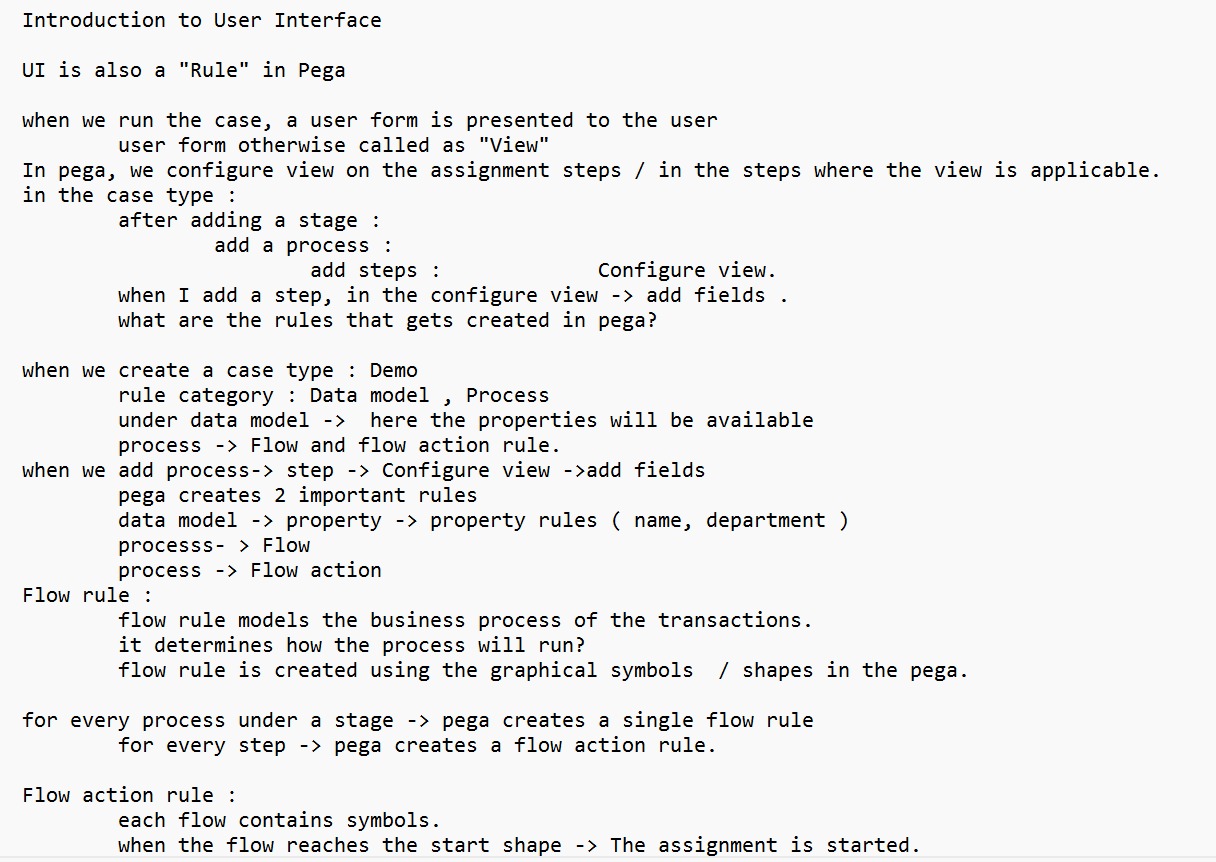 Introduction to User Interface
UI is also a "Rule" in Pega
when we run the case, a user form is presented to the user
user form otherwise called as "View"
In pega, we configure view on the assignment steps / in the steps where the view is applicable.
in the case type :
after adding a stage :
add a process :
add steps : Configure view.
when I add a step, in the configure view -> add fields .
what are the rules that gets created in pega?
when we create a case type : Demo
rule category : Data model , Process
under data model -> here the properties will be available
process -> Flow and flow action rule.
when we add process-> step -> Configure view ->add fields
pega creates 2 important rules
data model -> property -> property rules ( name, department )
processs- > Flow
process -> Flow action
Flow rule :
flow rule models the business process of the transactions.
it determines how the process will run?
flow rule is created using the graphical symbols / shapes in the pega.
for every process under a stage -> pega creates a single flow rule
for every step -> pega creates a flow action rule.
Flow action rule :
each flow contains symbols.
when the flow reaches the start shape -> The assignment is started.